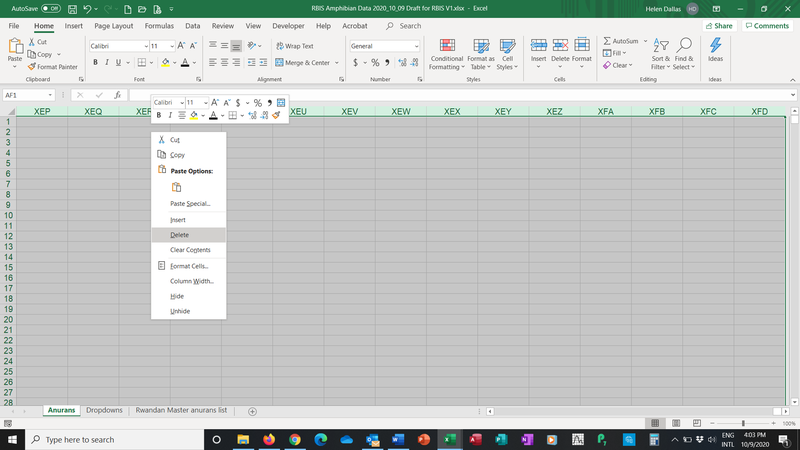 AutoSave Off
RBIS Amphibian Data 2020_10_09 Draft for RBIS V1.xlsx - Excel
Helen Dallas HD
File Home Insert Page Layout Formulas Data Review View Developer Help Acrobat Search Share Comments
Paste
Cut
Copy
Format Painter
Calibri 11
B I U
Wrap Text
Merge & Center
General
$ % ,
Conditional Formatting
Format as Table
Cell Styles
Insert
Delete
Format
AutoSum
Fill
Clear
Sort & Filter
Find & Select
Ideas
Clipboard Font Alignment Number Styles Cells Editing Ideas
AF1 fx
Calibri 11 A A $ % ,
B I A
XEP XEQ XER XEU XEV XEW XEX XEY XEZ XFA XFB XFC XFD
1
2
3
4
5
6
7
8
9
10
11
12
13
14
15
16
17
18
19
20
21
22
23
24
25
26
27
28
Cut
Copy
Paste Options:
Paste Special...
Insert
Delete
Clear Contents
Format Cells...
Column Width...
Hide
Unhide
Anurans Dropdowns Rwandan Master anurans list
100%
Type here to search
ENG
INTL
4:03 PM
10/9/2020